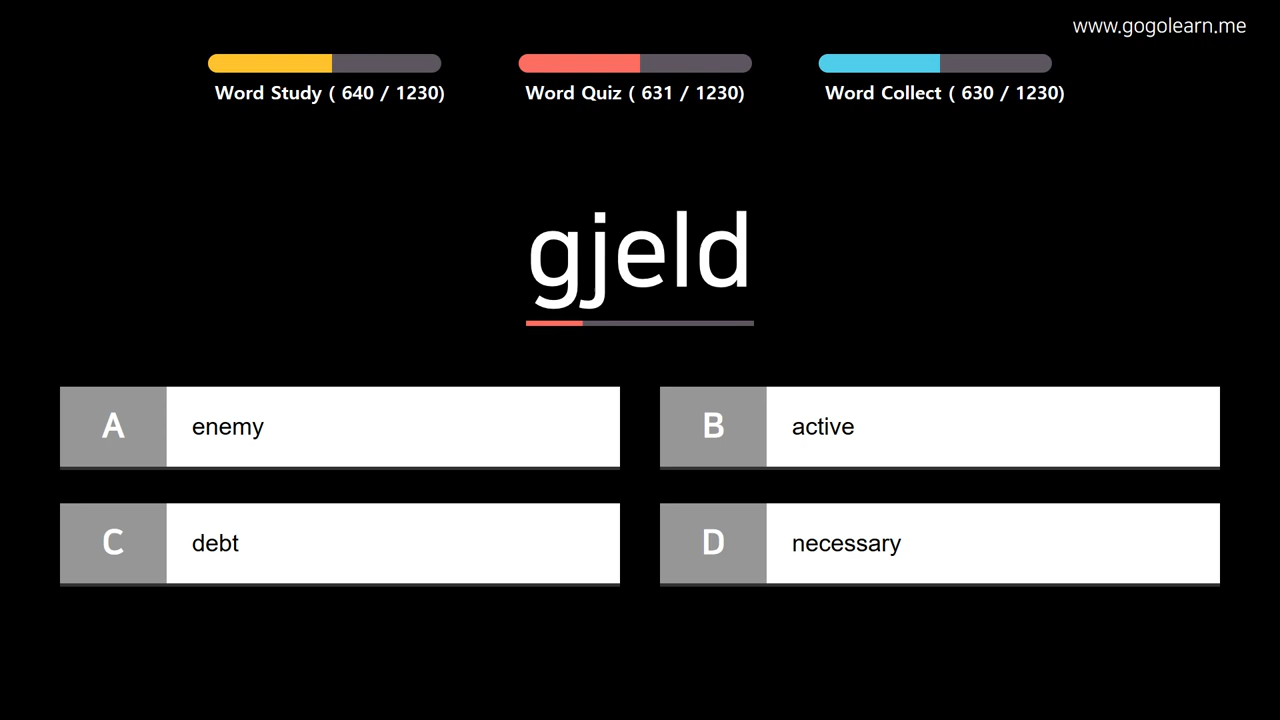 www.gogolearn.me
Word Study ( 640 / 1230)
Word Quiz ( 631 / 1230)
Word Collect ( 630 / 1230)
gjeld
A enemy
B active
C debt
D necessary